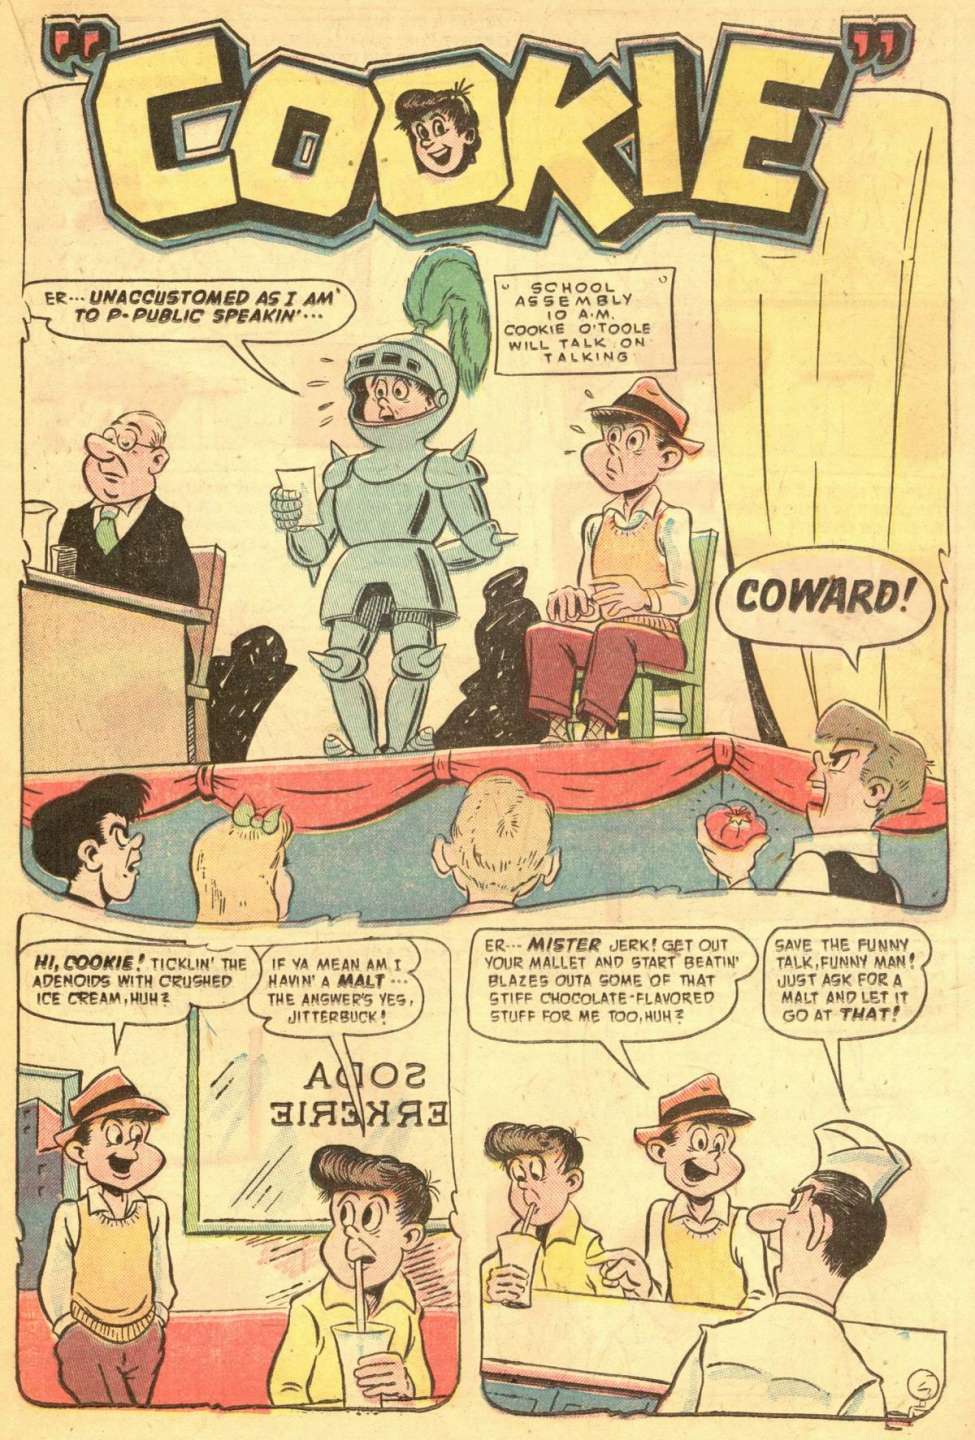 "COOKIE"
ER--- UNACCUSTOMED AS I AM'
TO P-PUBLIC SPEAKIN'---
SCHOOL
ASSEMBLY
10 A.M.
COOKIE O'TOOLE
WILL TALK ON
TALKING
COWARD!
HI, COOKIE! TICKLIN' THE
ADENOIDS WITH CRUSHED
ICE CREAM, HUH?
IF YA MEAN AM I
HAVIN' A MALT---
THE ANSWER'S YES,
JITTERBUCK!
SODA
ERKERIE
ER--- MISTER JERK! GET OUT
YOUR MALLET AND START BEATIN'
BLAZES OUTA SOME OF THAT
STIFF CHOCOLATE-FLAVORED
STUFF FOR ME TOO, HUH?
SAVE THE FUNNY
TALK, FUNNY MAN!
JUST ASK FOR A
MALT AND LET IT
GO AT THAT!